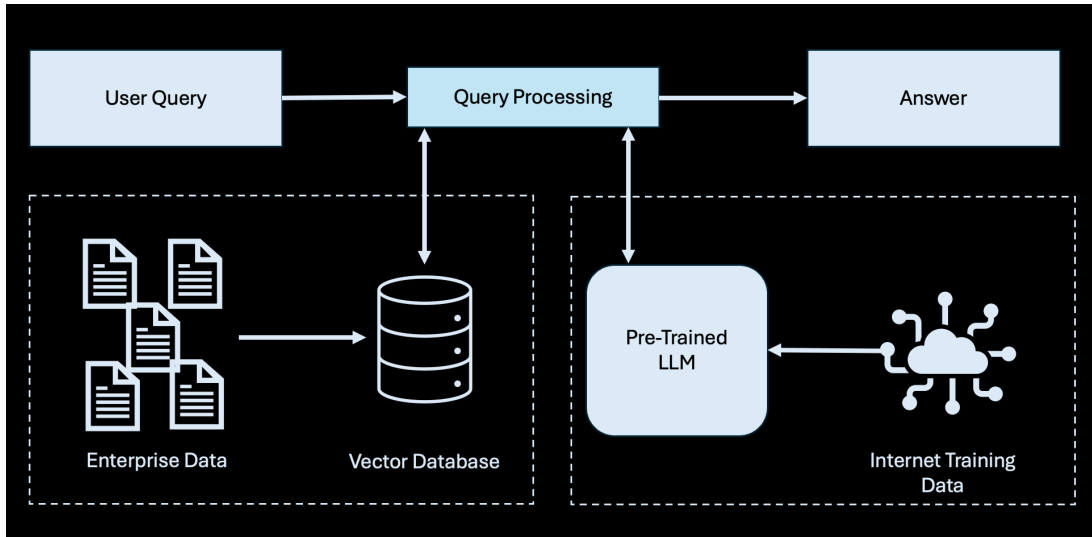 User Query
Query Processing
Answer
Pre-Trained
LLM
Enterprise Data
Vector Database
Internet Training
Data